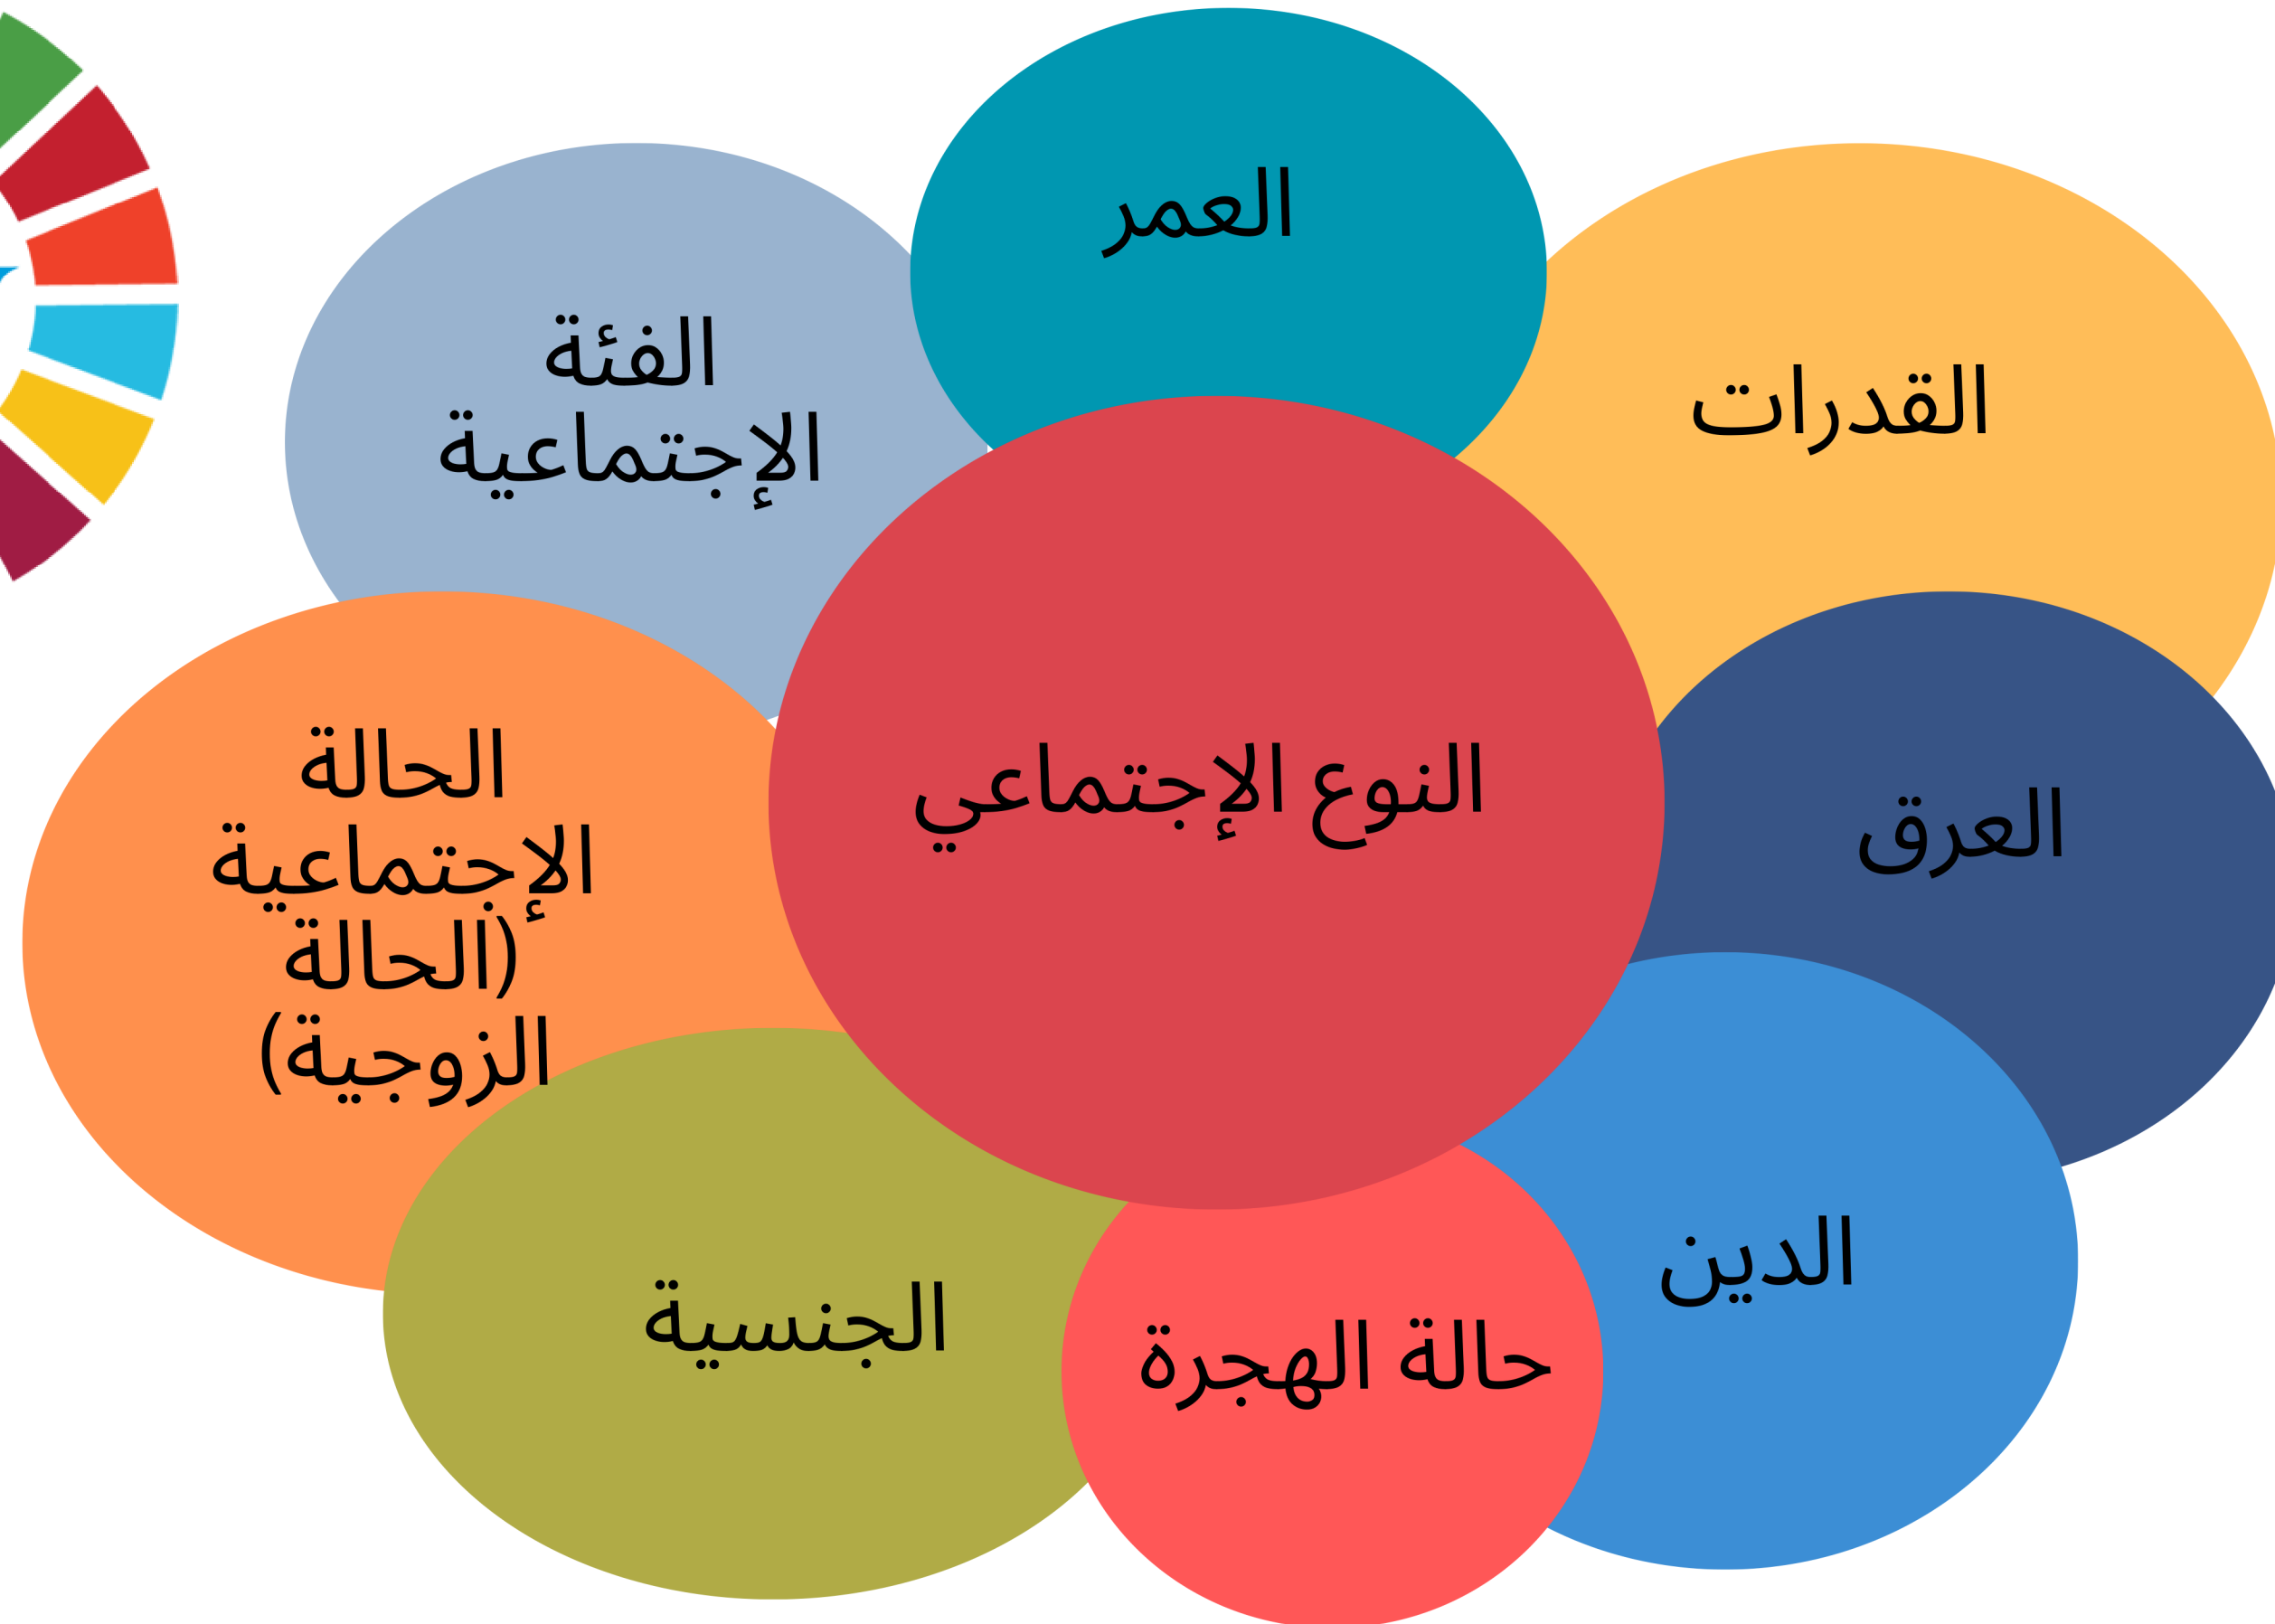 العمر
القدرات
الفئة
الإجتماعية
النوع الإجتماعي
العرق
الحالة
الإجتماعية
(الحالة
الزوجية)
الدين
حالة الهجرة
الجنسية